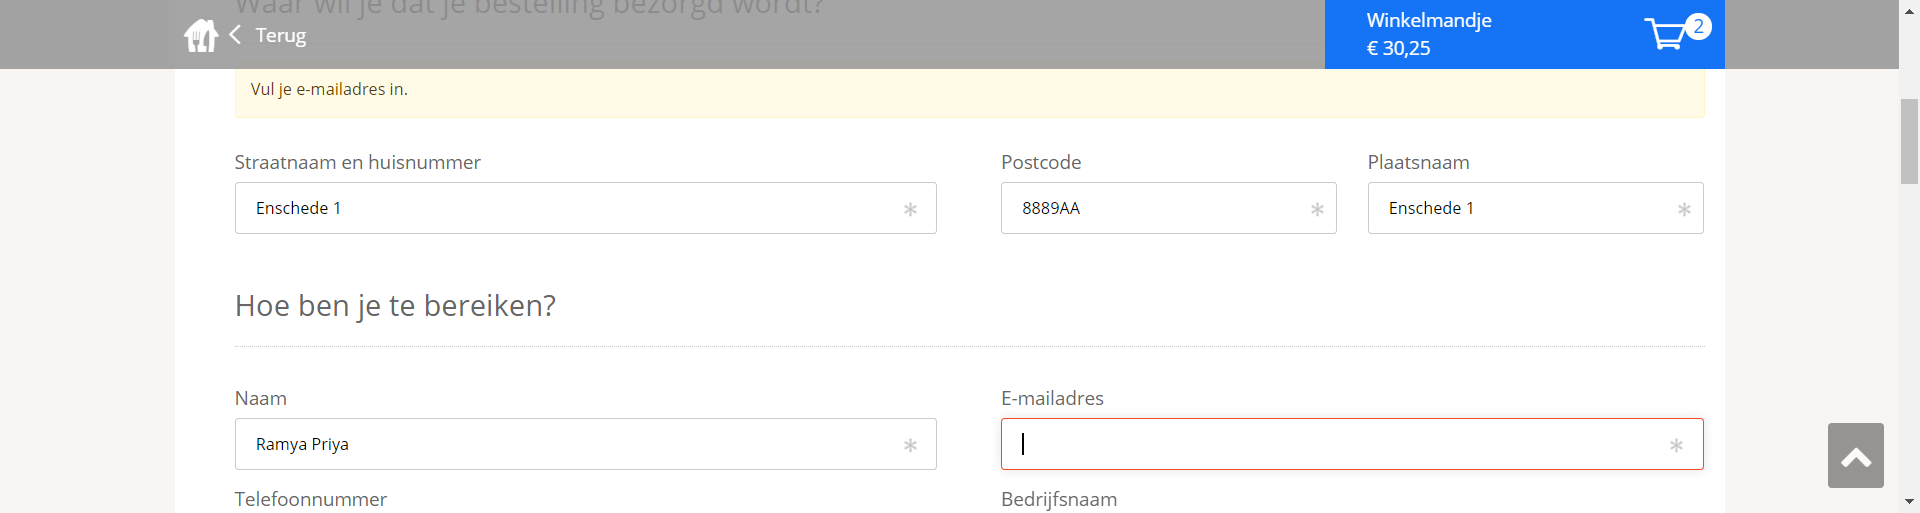 Waar wil je dat je bestelling bezorgd wordt?
Terug
Winkelmandje
€ 30,25
2
Vul je e-mailadres in.
Straatnaam en huisnummer
Postcode
Plaatsnaam
Enschede 1 *
8889AA *
Enschede 1 *
Hoe ben je te bereiken?
Naam
E-mailadres
Ramya Priya *
*
Telefoonnummer
Bedrijfsnaam